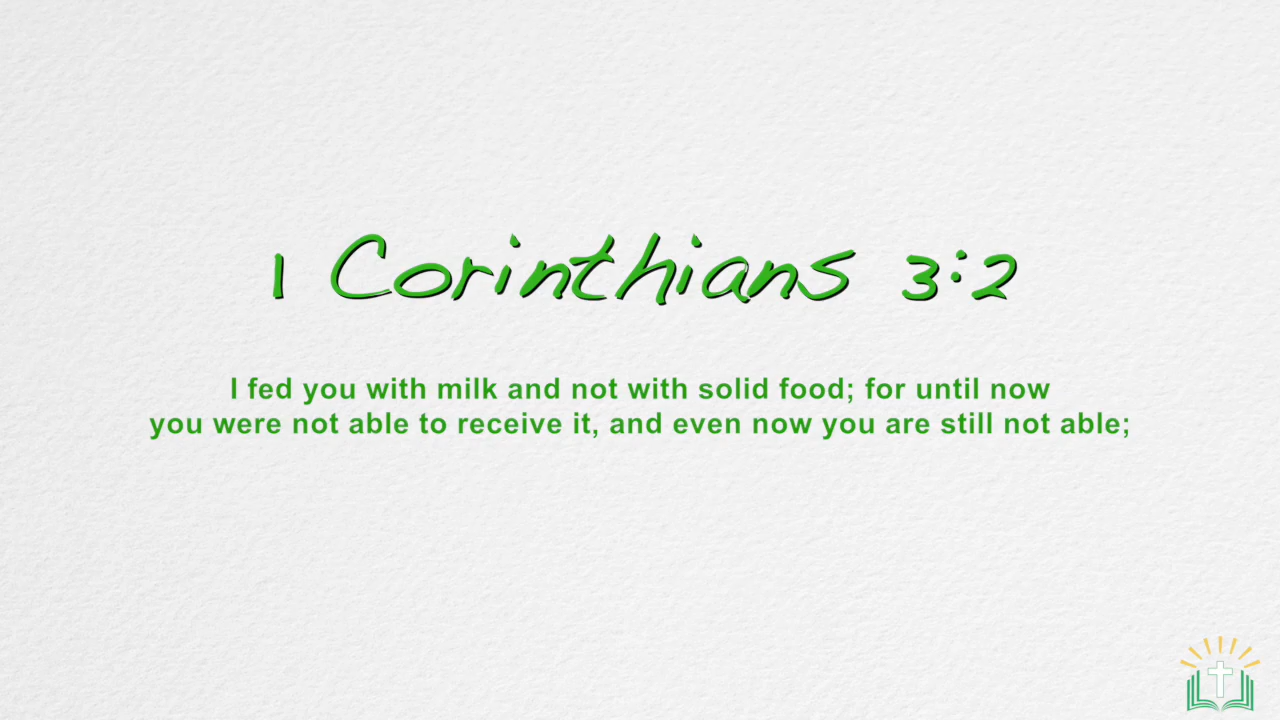 1 Corinthians 3:2
I fed you with milk and not with solid food; for until now
you were not able to receive it, and even now you are still not able;